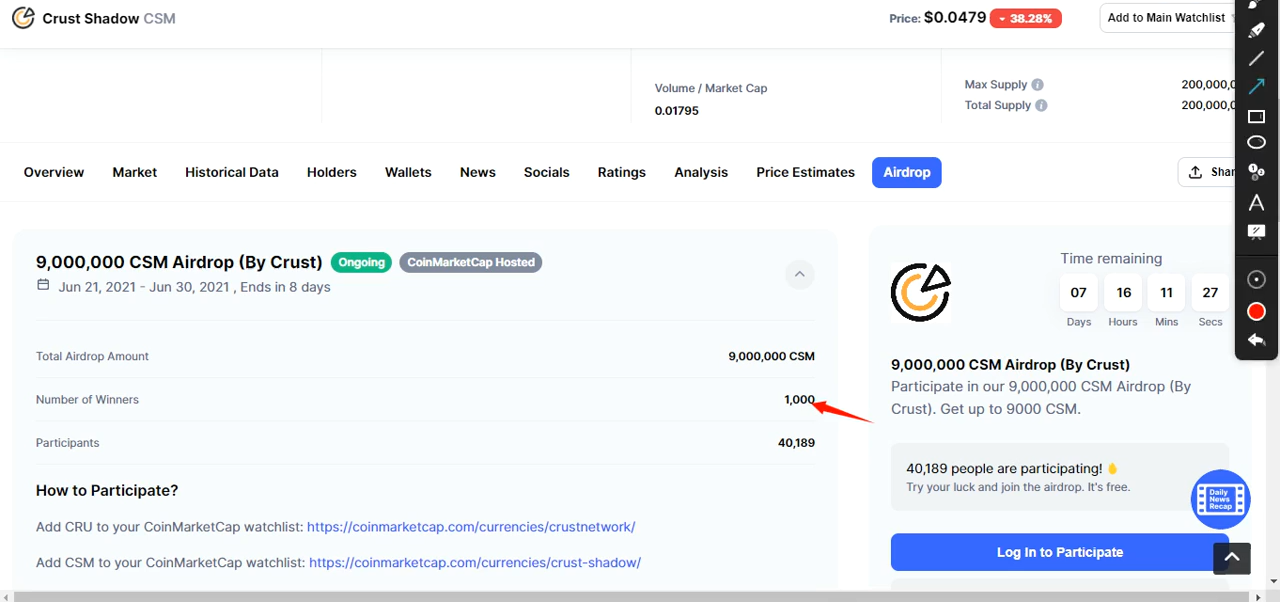 Crust Shadow CSM
Price: $0.0479 38.28%
Add to Main Watchlist
Volume / Market Cap
0.01795
Max Supply 200,000,0
Total Supply 200,000,0
Overview Market Historical Data Holders Wallets News Socials Ratings Analysis Price Estimates Airdrop
Shar
9,000,000 CSM Airdrop (By Crust) Ongoing CoinMarketCap Hosted
Jun 21, 2021 - Jun 30, 2021 , Ends in 8 days
Total Airdrop Amount 9,000,000 CSM
Number of Winners 1,000
Participants 40,189
How to Participate?
Add CRU to your CoinMarketCap watchlist: https://coinmarketcap.com/currencies/crustnetwork/
Add CSM to your CoinMarketCap watchlist: https://coinmarketcap.com/currencies/crust-shadow/
Time remaining
07 16 11 27
Days Hours Mins Secs
9,000,000 CSM Airdrop (By Crust)
Participate in our 9,000,000 CSM Airdrop (By
Crust). Get up to 9000 CSM.
40,189 people are participating!
Try your luck and join the airdrop. It's free.
Daily
News
Recap
Log In to Participate